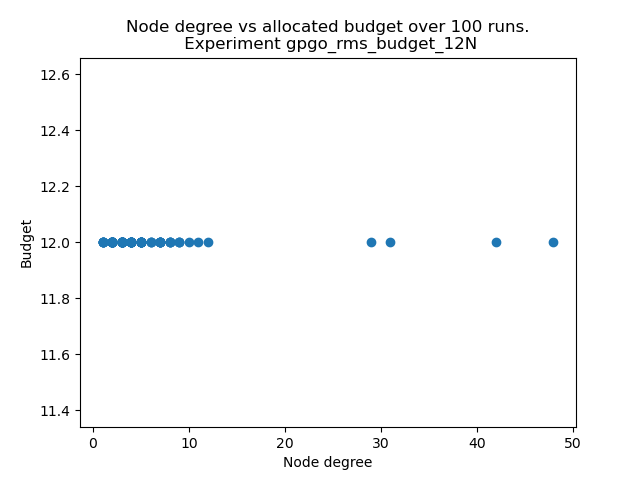 Node degree vs allocated budget over 100 runs.
Experiment gpgo_rms_budget_12N
12.6
12.4
12.2
12.0
11.8
11.6
11.4
Budget
0 10 20 30 40 50
Node degree